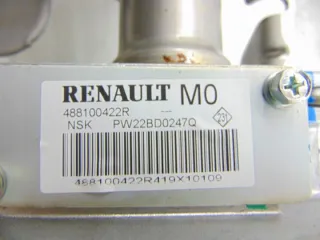 RENAULT M0
488100422R --
NSK PW22BD0247Q
488100422R419X10109